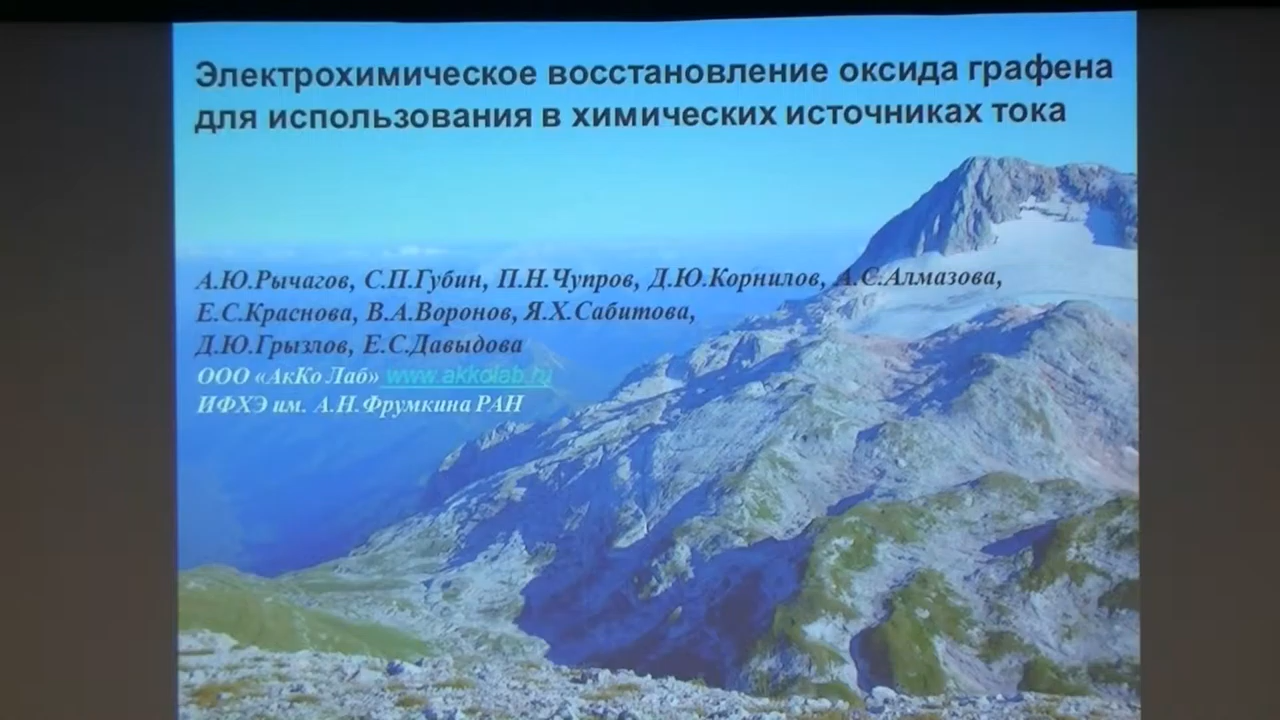 Электрохимическое восстановление оксида графена
для использования в химических источниках тока
А.Ю.Рычагов, С.П.Губин, П.Н.Чупров, Д.Ю.Корнилов, А.С.Алмазова,
Е.С.Краснова, В.А.Воронов, Я.Х.Сабитова,
Д.Ю.Грызлов, Е.С.Давыдова
ООО «АкКо Лаб» www.akkolab.ru
ИФХЭ им. А.Н.Фрумкина РАН